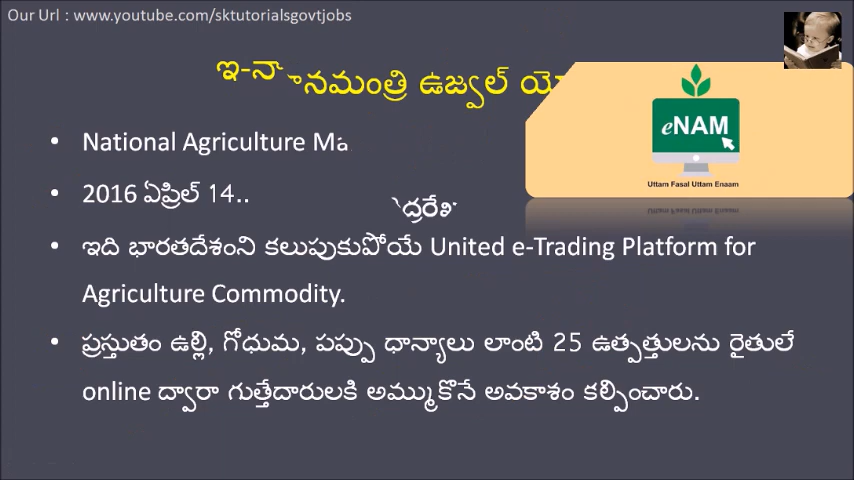 Our Url : www.youtube.com/sktutorialsgovtjobs
ఉజ్వల్
eNAM
Uttam Fasal Uttam Enaam
• National Agriculture
• 2016 ఏప్రిల్ 14..
• ఇది భారతదేశంని కలుపుకుపోయే United e-Trading Platform for
Agriculture Commodity.
• ప్రస్తుతం ఉల్లి, గోధుమ, పప్పు ధాన్యాలు లాంటి 25 ఉత్పత్తులను రైతులే
online ద్వారా గుత్తేదారులకి అమ్ముకొనే అవకాశం కల్పించారు.